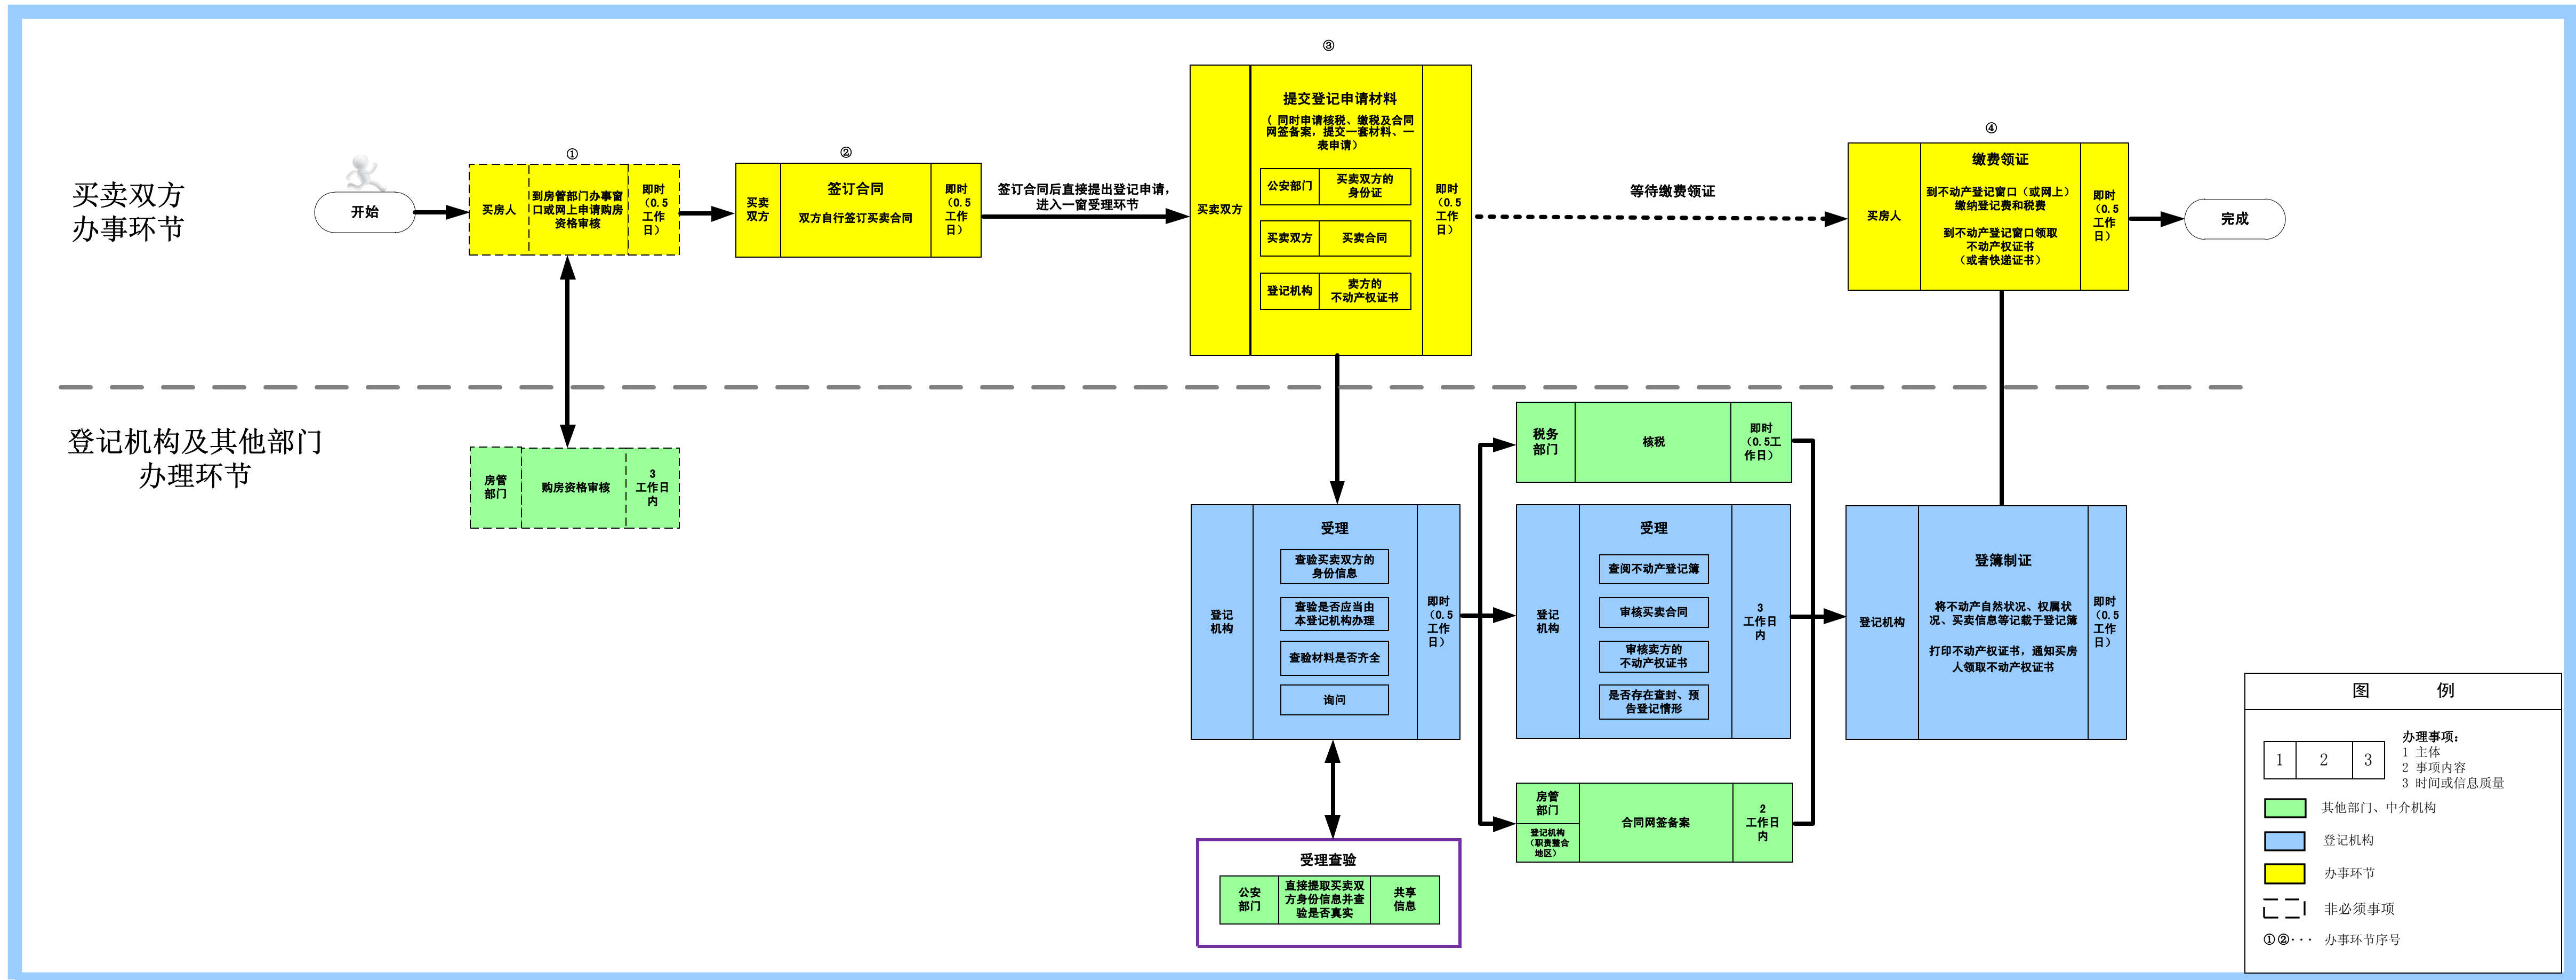 买卖双方
办事环节
开始
①
买房人
到房管部门办事窗
口或网上申请购房
资格审核
即时
（0.5
工作
日）
②
买卖
双方
签订合同
双方自行签订买卖合同
即时
（0.5
工作
日）
签订合同后直接提出登记申请，
进入一窗受理环节
③
买卖双方
提交登记申请材料
（ 同时申请核税、缴税及合同
网签备案，提交一套材料、一
表申请）
公安部门
买卖双方的
身份证
买卖双方
买卖合同
登记机构
卖方的
不动产权证书
即时
（0.5
工作
日）
等待缴费领证
④
买房人
缴费领证
到不动产登记窗口（或网上）
缴纳登记费和税费
到不动产登记窗口领取
不动产权证书
（或者快递证书）
即时
（0.5
工作
日）
完成
登记机构及其他部门
办理环节
房管
部门
购房资格审核
3
工作日
内
登记
机构
受理
查验买卖双方的
身份信息
查验是否应当由
本登记机构办理
查验材料是否齐全
询问
即时
（0.5
工作
日）
受理查验
公安
部门
直接提取买卖双
方身份信息并查
验是否真实
共享
信息
税务
部门
核税
即时
（0.5工
作日）
登记
机构
受理
查阅不动产登记簿
审核买卖合同
审核卖方的
不动产权证书
是否存在查封、预
告登记情形
3
工作日
内
房管
部门
登记机构
（职责整合
地区）
合同网签备案
2
工作日
内
登记机构
登簿制证
将不动产自然状况、权属状
况、买卖信息等记载于登记簿
打印不动产权证书，通知买房
人领取不动产权证书
即时
（0.5
工作
日）
图 例
1 2 3
办理事项：
1 主体
2 事项内容
3 时间或信息质量
其他部门、中介机构
登记机构
办事环节
非必须事项
①②··· 办事环节序号